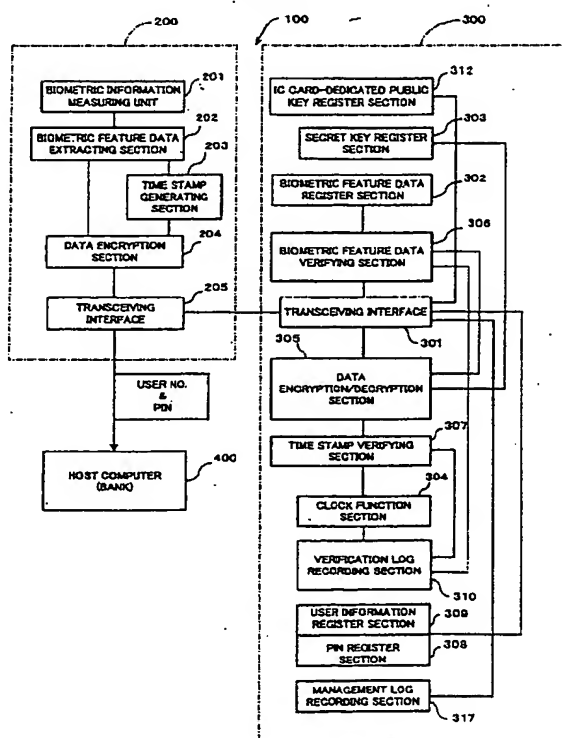 200
100
300
BIOMETRIC INFORMATION
MEASURING UNIT
201
BIOMETRIC FEATURE DATA
EXTRACTING SECTION
202
203
TIME STAMP
GENERATING
SECTION
DATA ENCRYPTION
SECTION
204
TRANSCEIVING
INTERFACE
205
USER NO.
&
PIN
HOST COMPUTER
(BANK)
400
IC CARD-DEDICATED PUBLIC
KEY REGISTER SECTION
312
SECRET KEY REGISTER
SECTION
303
BIOMETRIC FEATURE DATA
REGISTER SECTION
302
BIOMETRIC FEATURE DATA
VERIFYING SECTION
306
TRANSCEIVING INTERFACE
301
305
DATA
ENCRYPTION/DECRYPTION
SECTION
307
TIME STAMP VERIFYING
SECTION
304
CLOCK FUNCTION
SECTION
VERIFICATION LOG
RECORDING SECTION
310
USER INFORMATION
REGISTER SECTION
309
PIN REGISTER
SECTION
308
MANAGEMENT LOG
RECORDING SECTION
317